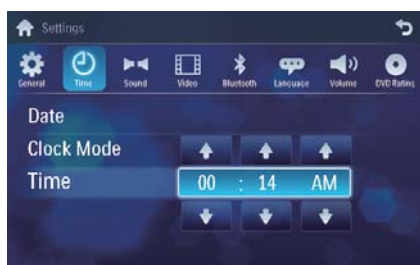 Settings
General Time Sound Video Bluetooth Language Volume DVD Rating
Date
Clock Mode
Time 00 : 14 AM